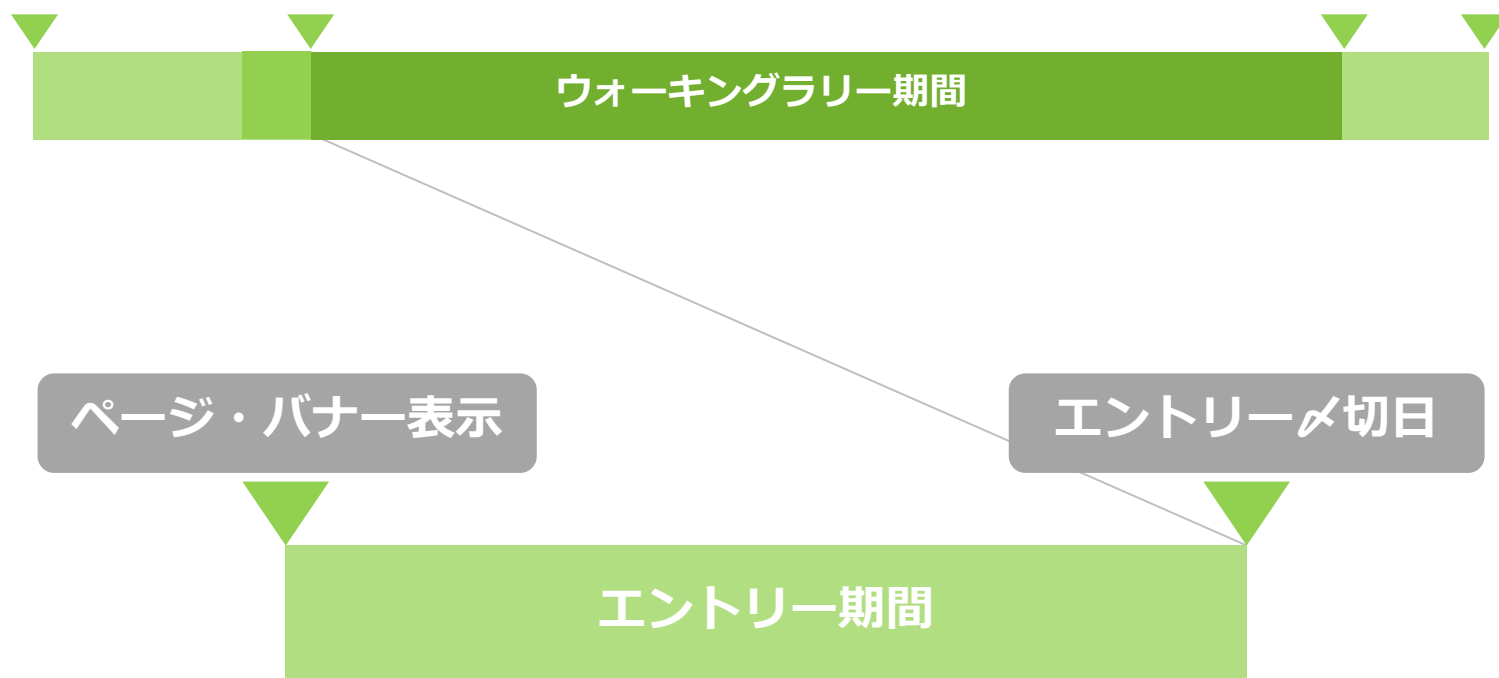 ウォーキングラリー期間
ページ・バナー表示
エントリー〆切日
エントリー期間